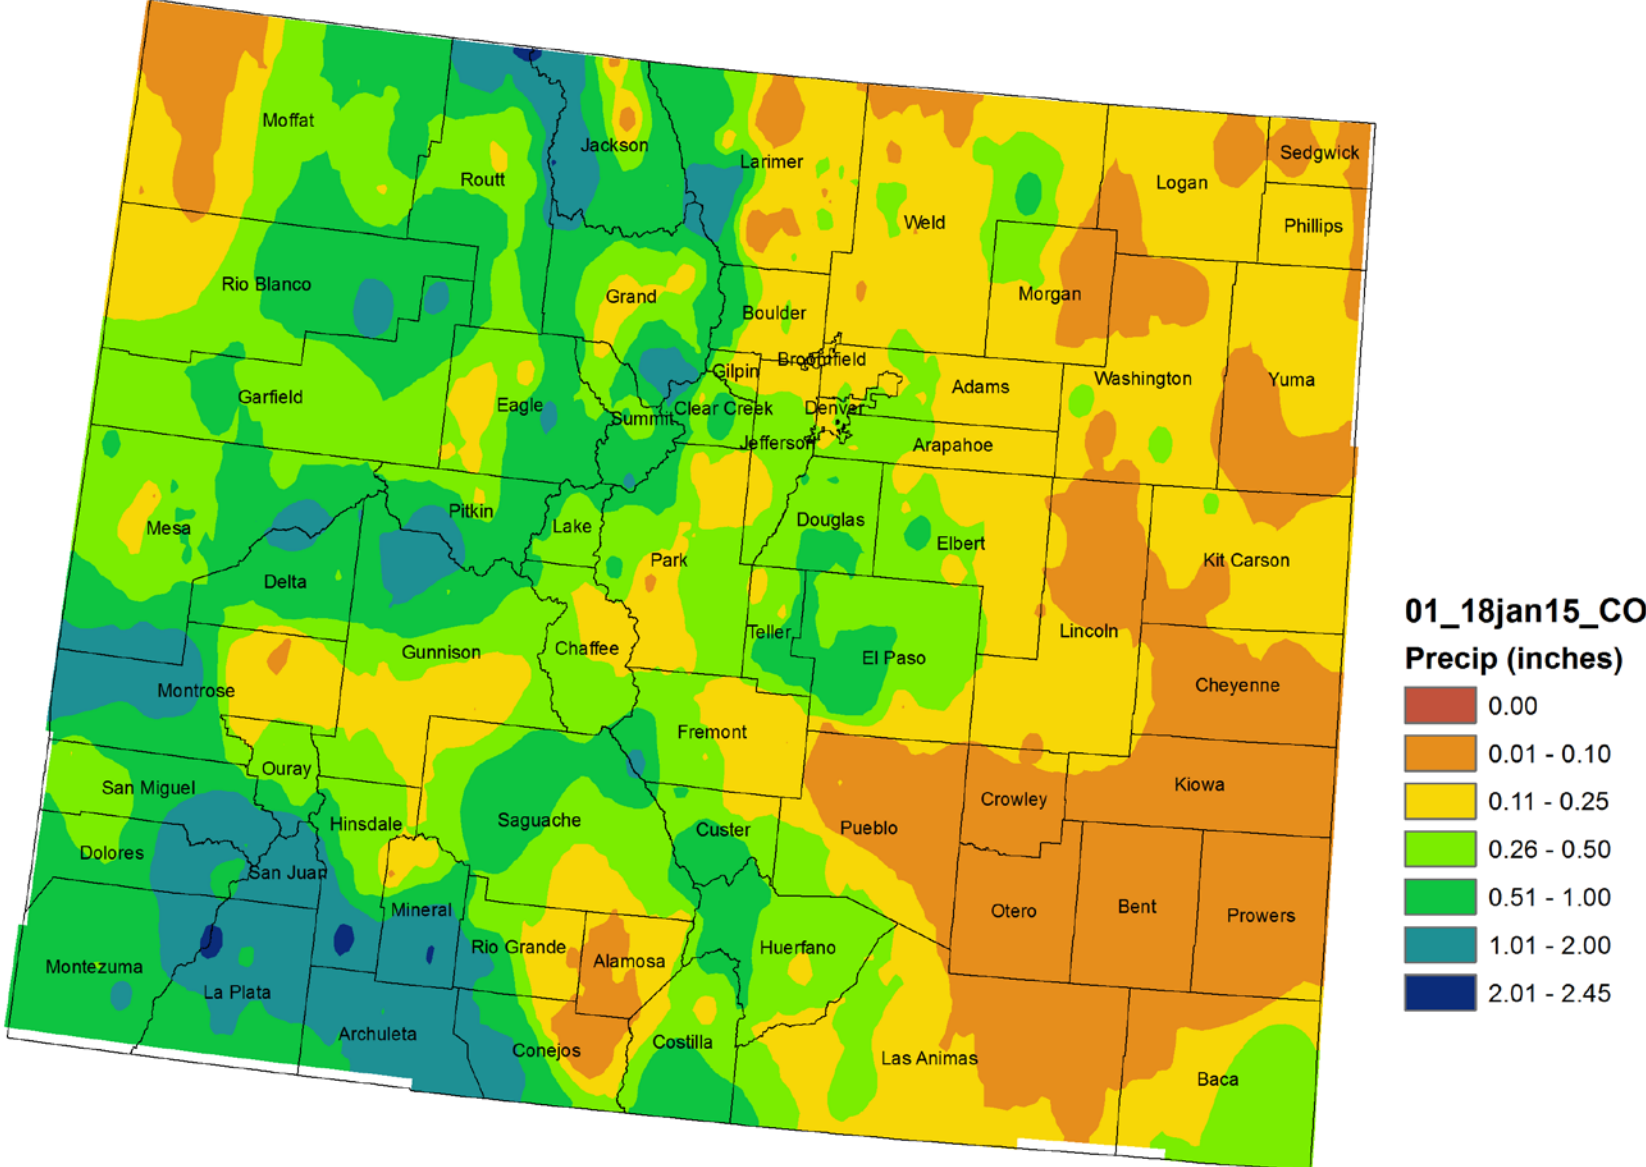 Moffat
Routt
Jackson
Larimer
Weld
Logan
Sedgwick
Phillips
Rio Blanco
Grand
Boulder
Morgan
Broomfield
Gilpin
Adams
Washington
Yuma
Garfield
Eagle
Summit
Clear Creek
Denver
Jefferson
Arapahoe
Mesa
Pitkin
Lake
Park
Douglas
Elbert
Kit Carson
Delta
Gunnison
Chaffee
Teller
El Paso
Lincoln
Cheyenne
Montrose
Fremont
Ouray
San Miguel
Hinsdale
Saguache
Custer
Pueblo
Crowley
Kiowa
Dolores
San Juan
Mineral
Rio Grande
Alamosa
Huerfano
Otero
Bent
Prowers
Montezuma
La Plata
Archuleta
Conejos
Costilla
Las Animas
Baca
01_18jan15_CO
Precip (inches)
0.00
0.01 - 0.10
0.11 - 0.25
0.26 - 0.50
0.51 - 1.00
1.01 - 2.00
2.01 - 2.45